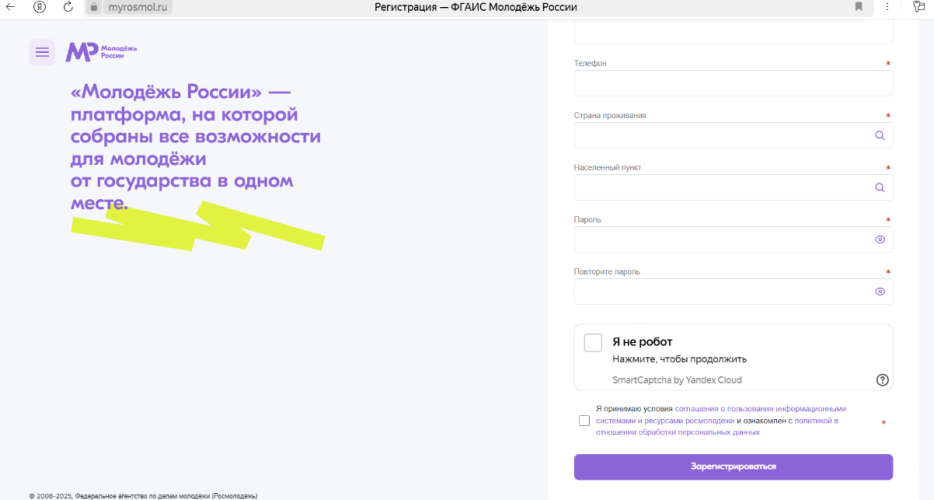 myrosmol.ru
Регистрация — ФГАИС Молодёжь России
МР Молодёжь
России
«Молодёжь России» —
платформа, на которой
собраны все возможности
для молодёжи
от государства в одном
месте.
Телефон *
Страна проживания *
Населенный пункт *
Пароль *
Повторите пароль *
Я не робот
Нажмите, чтобы продолжить
SmartCaptcha by Yandex Cloud ?
Я принимаю условия соглашения о пользовании информационными
системами и ресурсами росмолодежи и ознакомлен с политикой в *
отношении обработки персональных данных
Зарегистрироваться
© 2008-2025, Федеральное агентство по делам молодёжи (Росмолодёжь)